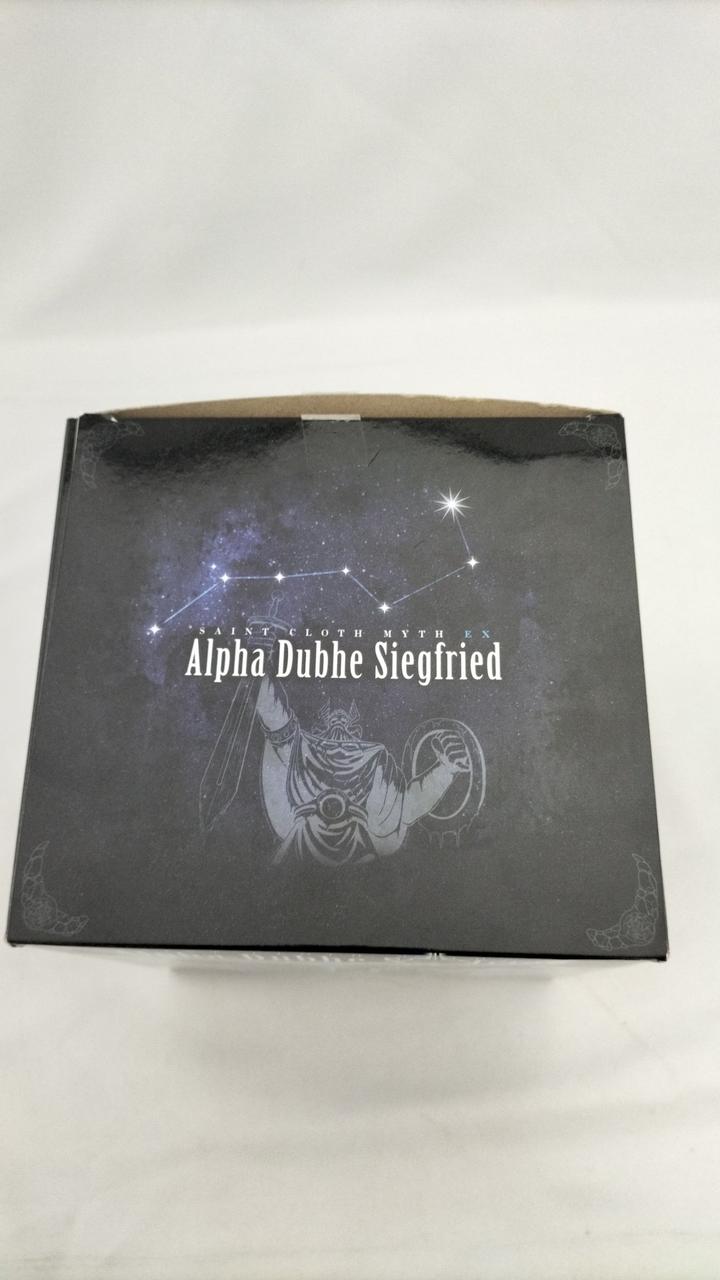 SAINT CLOTH MYTH EX
Alpha Dubhe Siegfried